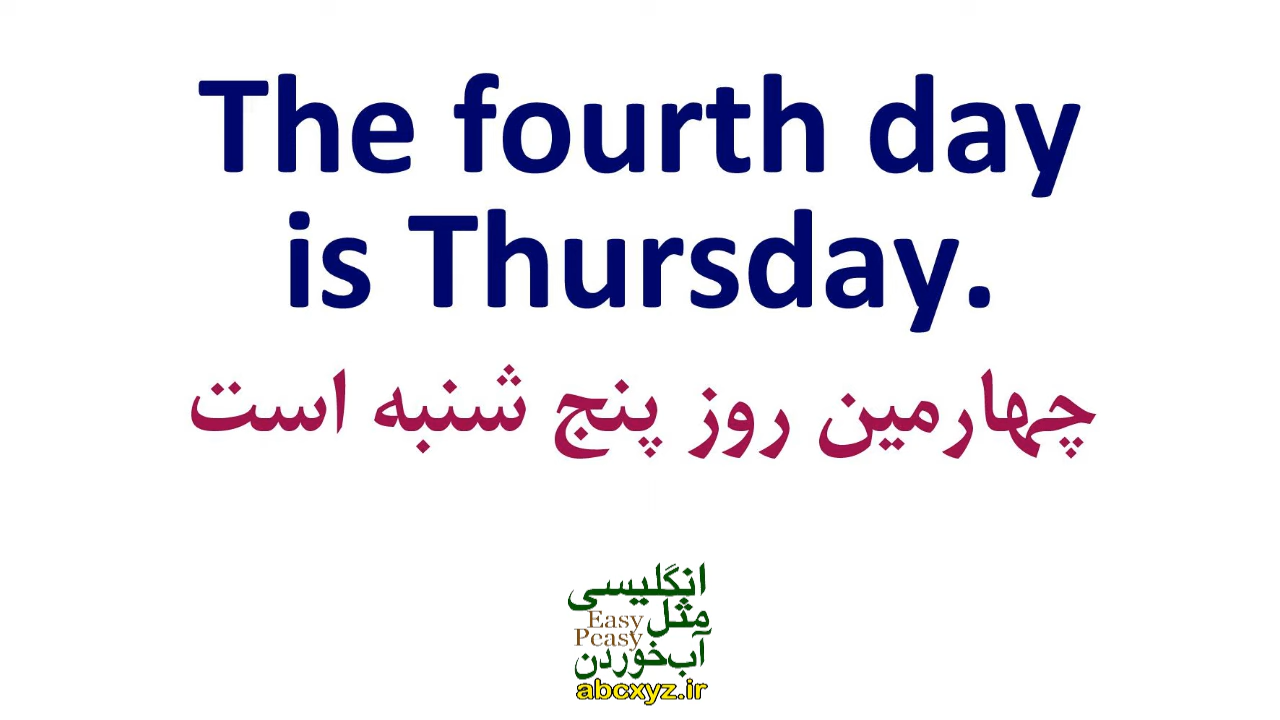 The fourth day
is Thursday.
چهارمین روز پنج شنبه است
انگلیسی
مثل
Easy
Peasy
آب‌خوردن
abcxyz.ir